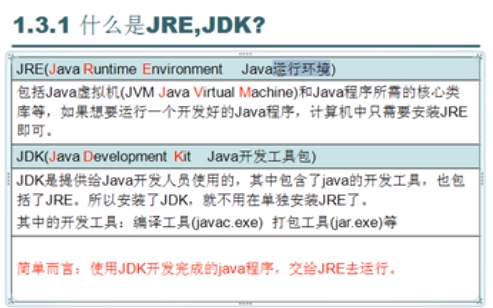 1.3.1 什么是JRE,JDK?
JRE(Java Runtime Environment Java运行环境)
包括Java虚拟机(JVM Java Virtual Machine)和Java程序所需的核心类
库等，如果想要运行一个开发好的Java程序，计算机中只需要安装JRE
即可。
JDK(Java Development Kit Java开发工具包)
JDK是提供给Java开发人员使用的，其中包含了java的开发工具，也包
括了JRE。所以安装了JDK，就不用在单独安装JRE了。
其中的开发工具：编译工具(javac.exe) 打包工具(jar.exe)等
简单而言：使用JDK开发完成的java程序，交给JRE去运行。